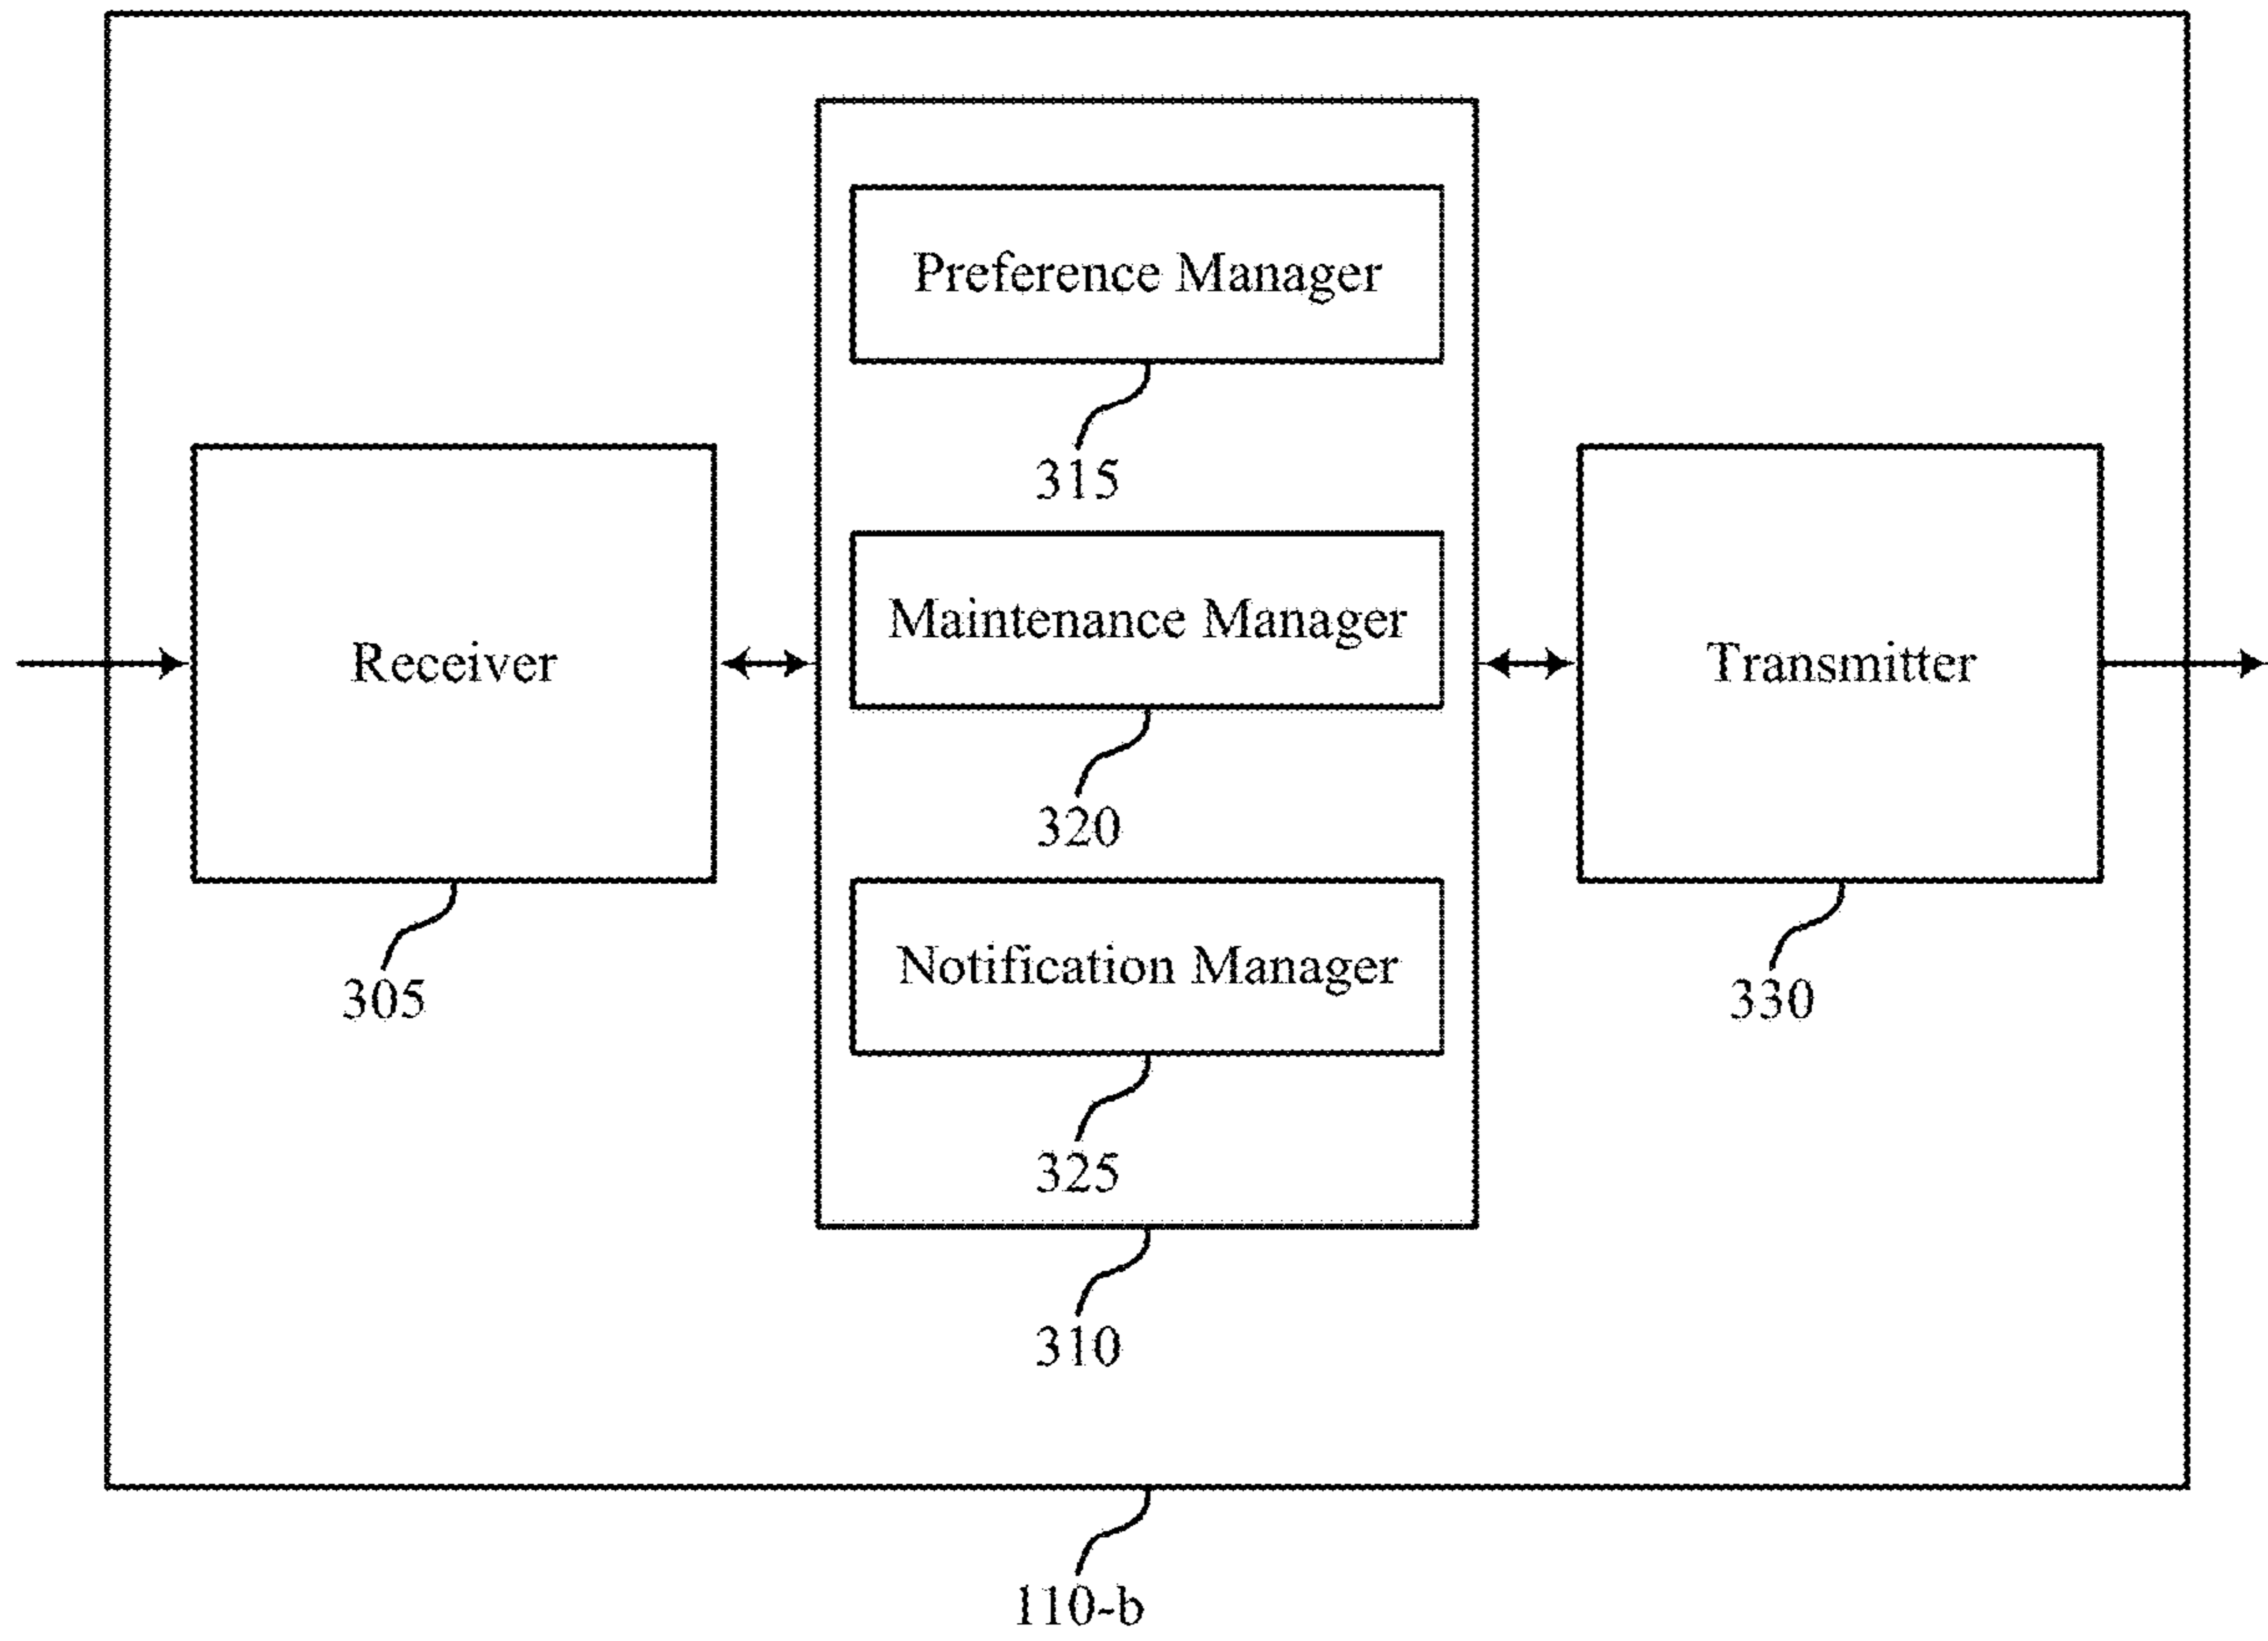 Preference Manager
315
Receiver
Maintenance Manager
Transmitter
320
Notification Manager
305
330
325
310
110-b